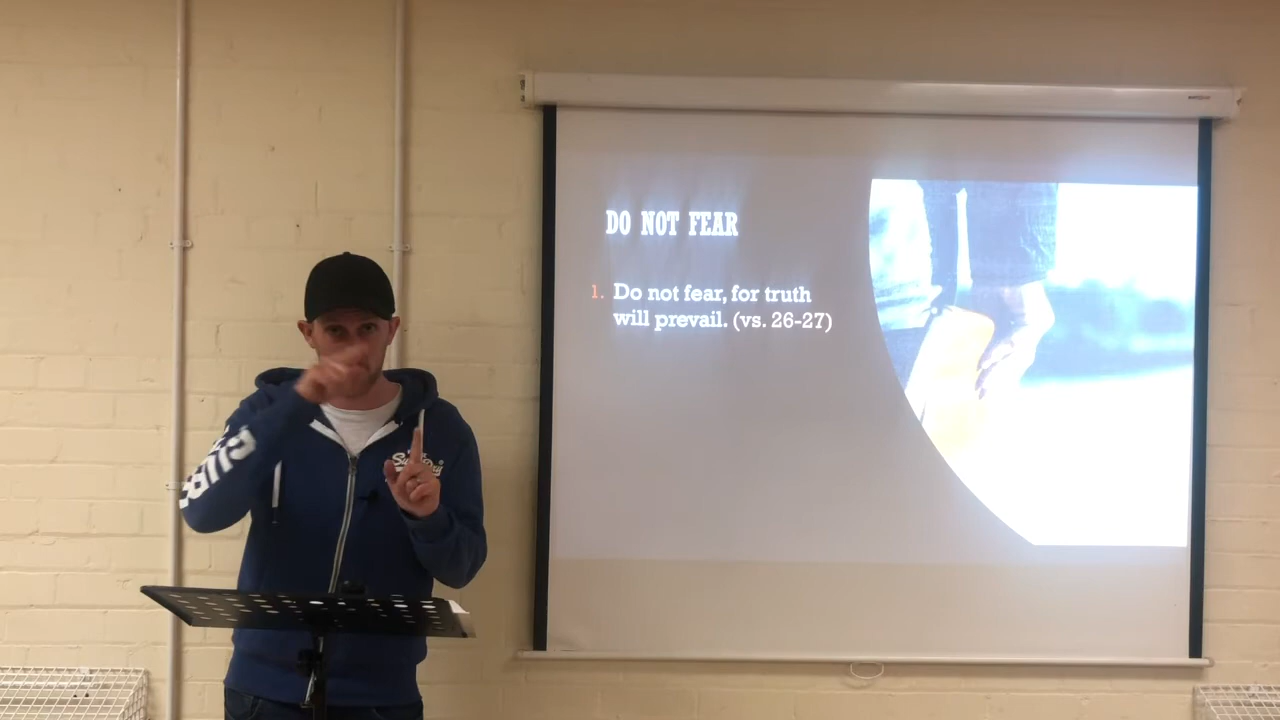 DO NOT FEAR
1. Do not fear, for truth
will prevail. (vs. 26-27)